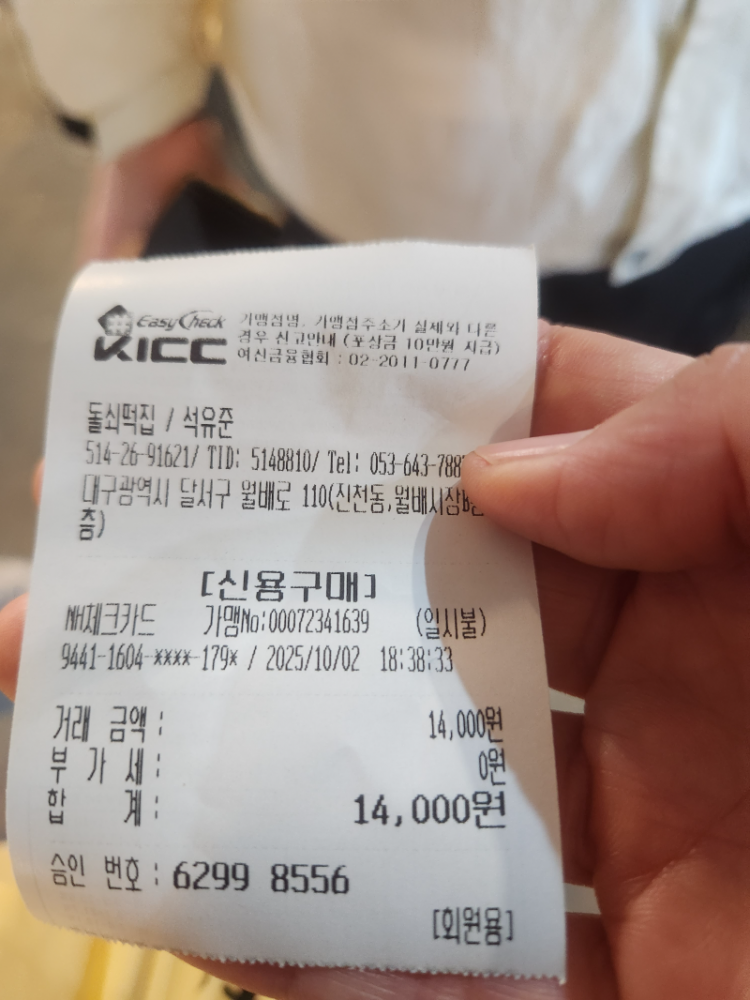 EasyCheck
KICC
가맹점명, 가맹점주소가 실제와 다른
경우 신고안내 (포상금 10만원 지급)
여신금융협회 : 02-2011-0777
돌쇠떡집 / 석유준
514-26-91621/ TID: 5148810/ Tel: 053-643-788
대구광역시 달서구 월배로 110(진천동,월배시장
층)
[신용구매]
NH체크카드 가맹No:00072341639 (일시불)
9441-1604-****-179* / 2025/10/02 18:38:33
거래 금액 : 14,000원
부 가 세 : 0원
합 계 : 14,000원
승인 번호 : 6299 8556
[회원용]